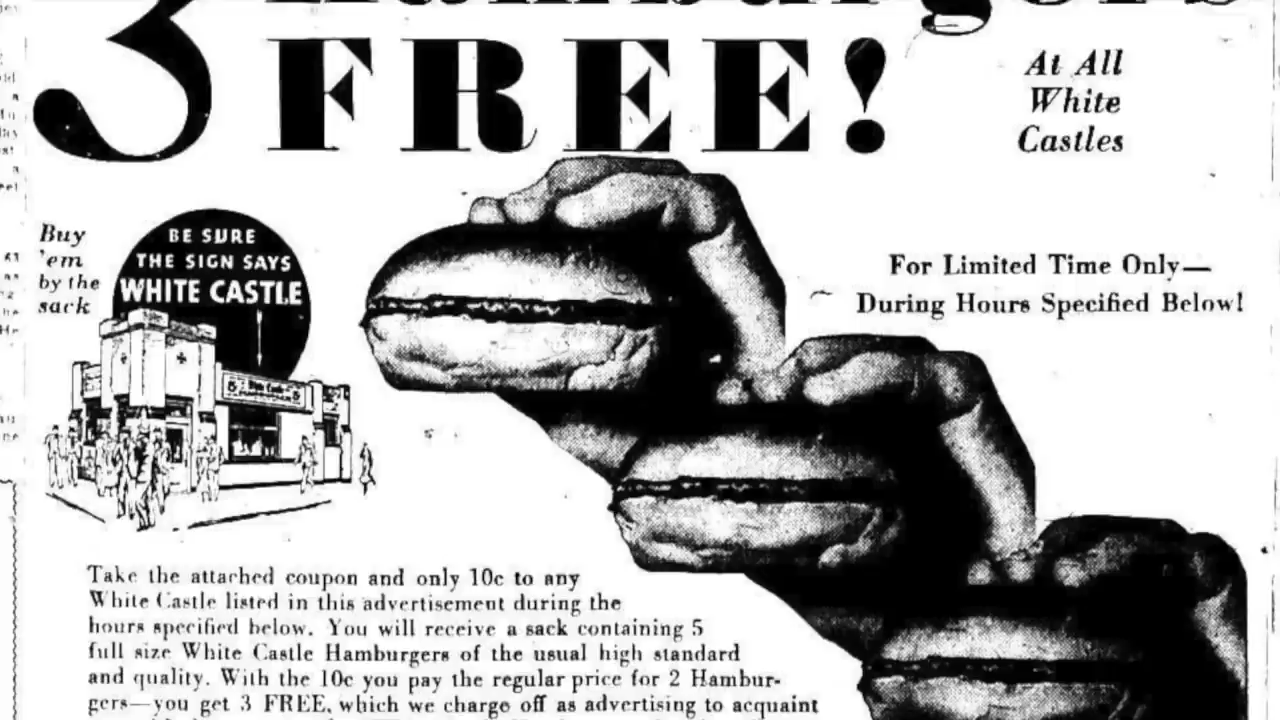 3 Hamburgers
FREE!
At All
White
Castles
Buy
'em
by the
sack
BE SURE
THE SIGN SAYS
WHITE CASTLE
For Limited Time Only—
During Hours Specified Below!
Take the attached coupon and only 10c to any
White Castle listed in this advertisement during the
hours specified below. You will receive a sack containing 5
full size White Castle Hamburgers of the usual high standard
and quality. With the 10c you pay the regular price for 2 Hambur-
gers—you get 3 FREE, which we charge off as advertising to acquaint